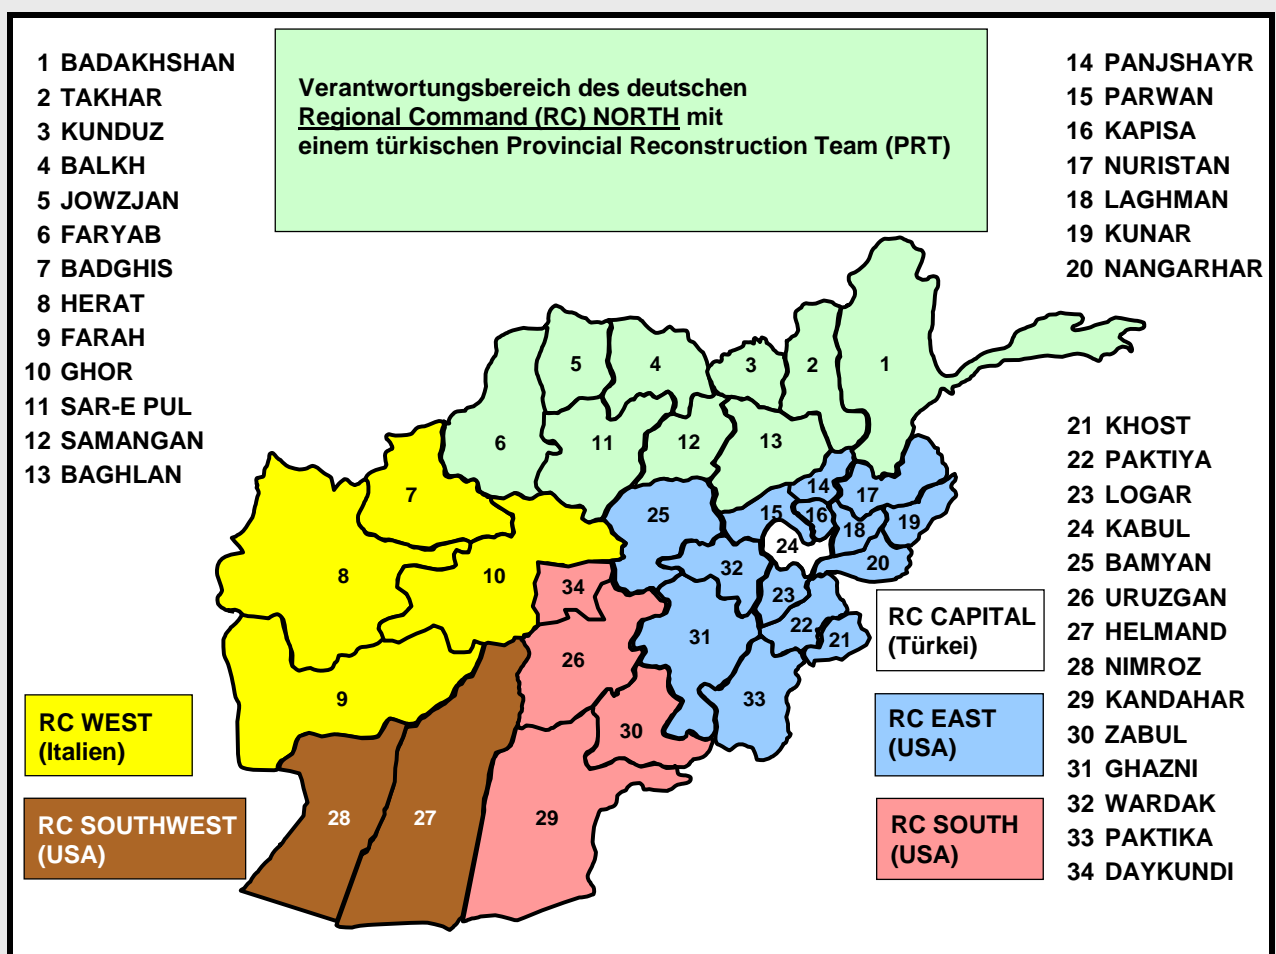 1 BADAKHSHAN
2 TAKHAR
3 KUNDUZ
4 BALKH
5 JOWZJAN
6 FARYAB
7 BADGHIS
8 HERAT
9 FARAH
10 GHOR
11 SAR-E PUL
12 SAMANGAN
13 BAGHLAN
Verantwortungsbereich des deutschen
Regional Command (RC) NORTH mit
einem türkischen Provincial Reconstruction Team (PRT)
14 PANJSHAYR
15 PARWAN
16 KAPISA
17 NURISTAN
18 LAGHMAN
19 KUNAR
20 NANGARHAR
21 KHOST
22 PAKTIYA
23 LOGAR
24 KABUL
25 BAMYAN
26 URUZGAN
27 HELMAND
28 NIMROZ
29 KANDAHAR
30 ZABUL
31 GHAZNI
32 WARDAK
33 PAKTIKA
34 DAYKUNDI
5
4
3
2
1
6
11
12
13
7
14
17
25
15
16
18
19
24
20
8
10
34
32
23
31
22
21
26
9
33
30
28
27
29
RC CAPITAL
(Türkei)
RC WEST
(Italien)
RC EAST
(USA)
RC SOUTHWEST
(USA)
RC SOUTH
(USA)